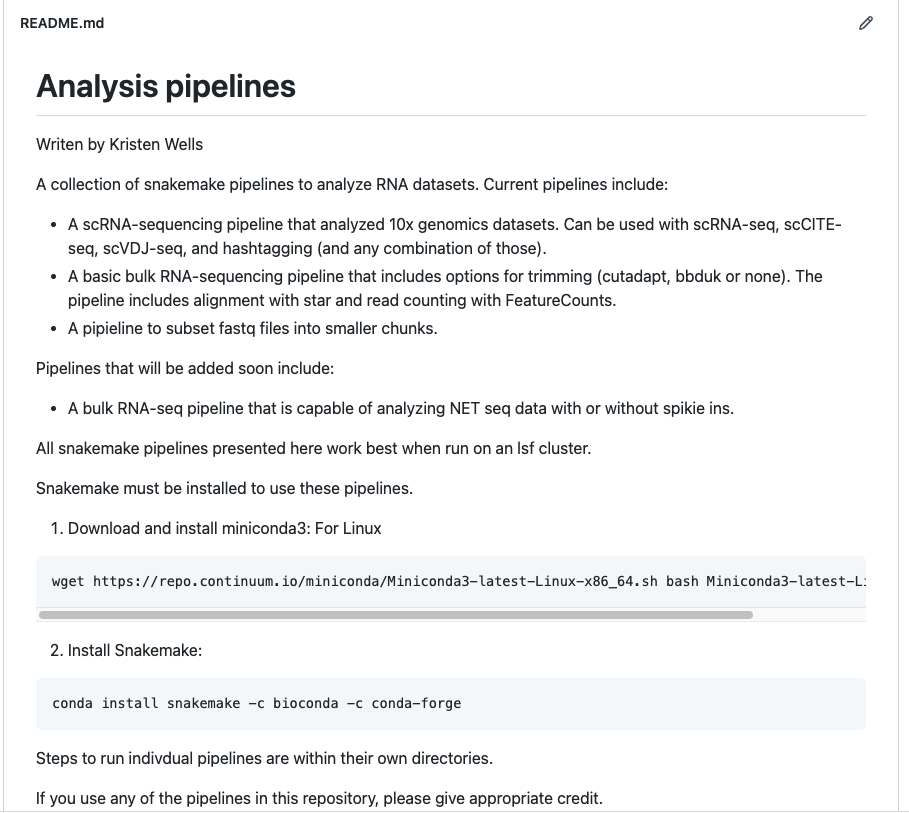 README.md
Analysis pipelines
Writen by Kristen Wells
A collection of snakemake pipelines to analyze RNA datasets. Current pipelines include:
• A scRNA-sequencing pipeline that analyzed 10x genomics datasets. Can be used with scRNA-seq, scCITE-
seq, scVDJ-seq, and hashtagging (and any combination of those).
• A basic bulk RNA-sequencing pipeline that includes options for trimming (cutadapt, bbduk or none). The
pipeline includes alignment with star and read counting with FeatureCounts.
• A pipieline to subset fastq files into smaller chunks.
Pipelines that will be added soon include:
• A bulk RNA-seq pipeline that is capable of analyzing NET seq data with or without spikie ins.
All snakemake pipelines presented here work best when run on an lsf cluster.
Snakemake must be installed to use these pipelines.
1. Download and install miniconda3: For Linux
wget https://repo.continuum.io/miniconda/Miniconda3-latest-Linux-x86_64.sh bash Miniconda3-latest-Li
2. Install Snakemake:
conda install snakemake -c bioconda -c conda-forge
Steps to run indivdual pipelines are within their own directories.
If you use any of the pipelines in this repository, please give appropriate credit.